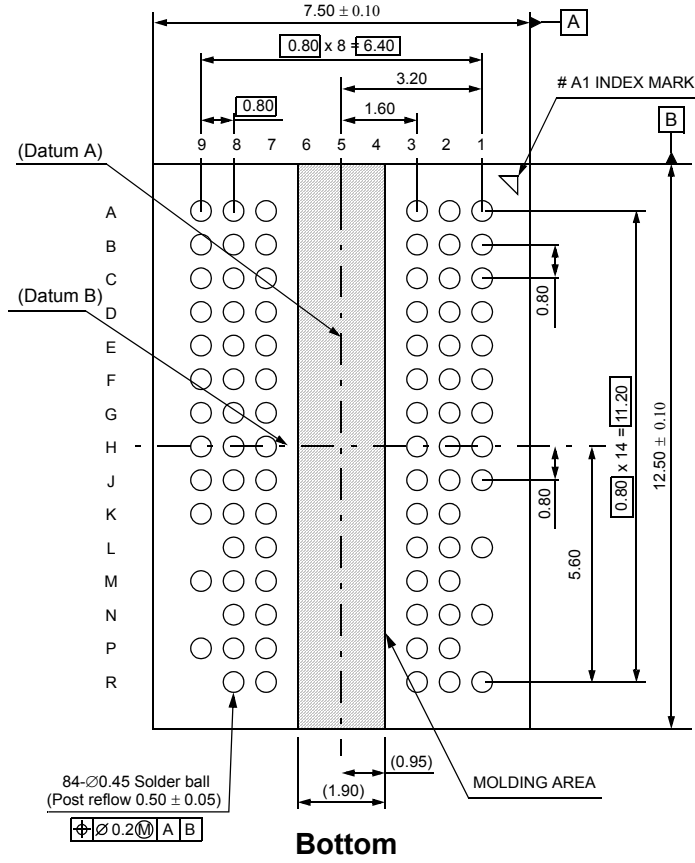 7.50 ± 0.10
A
0.80 x 8 = 6.40
3.20
# A1 INDEX MARK
0.80
1.60
B
9 8 7 6 5 4 3 2 1
(Datum A)
A
B
C
0.80
(Datum B)
D
E
F
G
H
J
K
L
M
N
P
R
0.80
5.60
0.80 x 14 = 11.20
12.50 ± 0.10
(0.95)
(1.90)
MOLDING AREA
84-∅0.45 Solder ball
(Post reflow 0.50 ± 0.05)
⌖ ∅ 0.2Ⓜ A B
Bottom